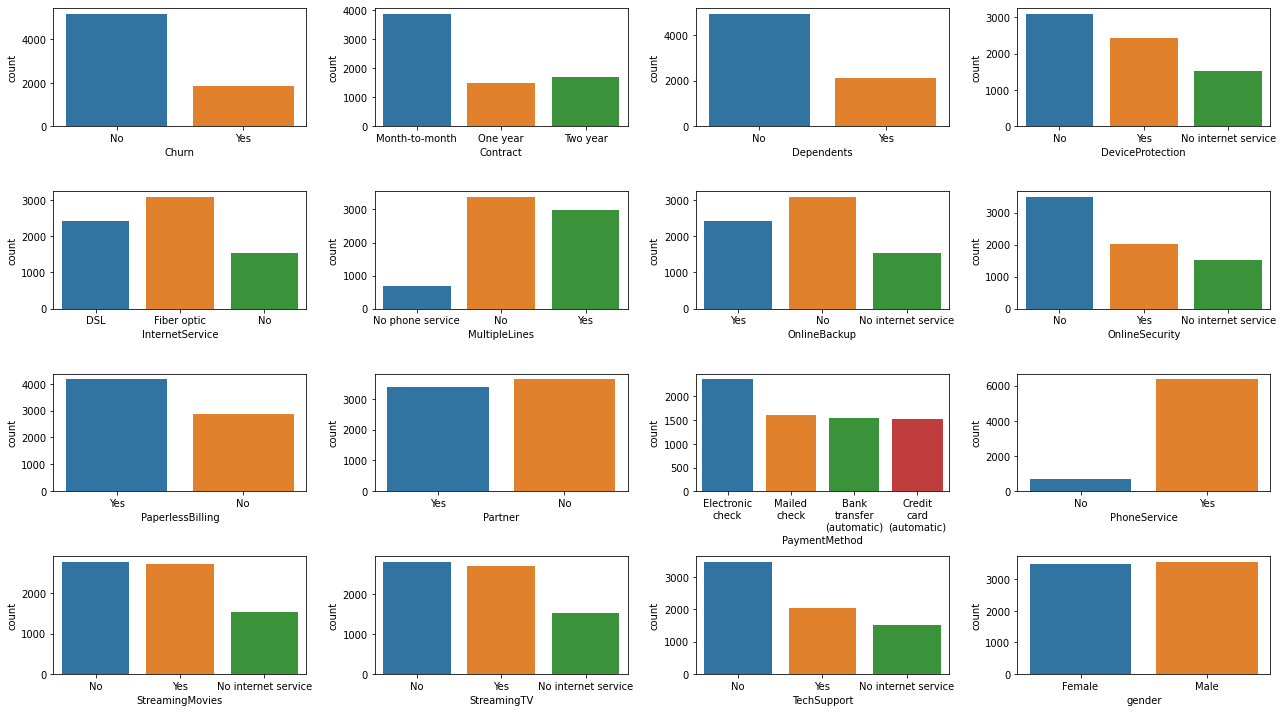 count
4000
2000
0
No Yes
Churn
count
4000
3000
2000
1000
0
Month-to-month One year Two year
Contract
count
4000
2000
0
No Yes
Dependents
count
3000
2000
1000
0
No Yes No internet service
DeviceProtection
count
3000
2000
1000
0
DSL Fiber optic No
InternetService
count
3000
2000
1000
0
No phone service No Yes
MultipleLines
count
3000
2000
1000
0
Yes No No internet service
OnlineBackup
count
3000
2000
1000
0
No Yes No internet service
OnlineSecurity
count
4000
3000
2000
1000
0
Yes No
PaperlessBilling
count
3000
2000
1000
0
Yes No
Partner
count
2000
1500
1000
500
0
Electronic Mailed Bank Credit
check check transfer card
(automatic) (automatic)
PaymentMethod
count
6000
4000
2000
0
No Yes
PhoneService
count
2000
1000
0
No Yes No internet service
StreamingMovies
count
2000
1000
0
No Yes No internet service
StreamingTV
count
3000
2000
1000
0
No Yes No internet service
TechSupport
count
3000
2000
1000
0
Female Male
gender